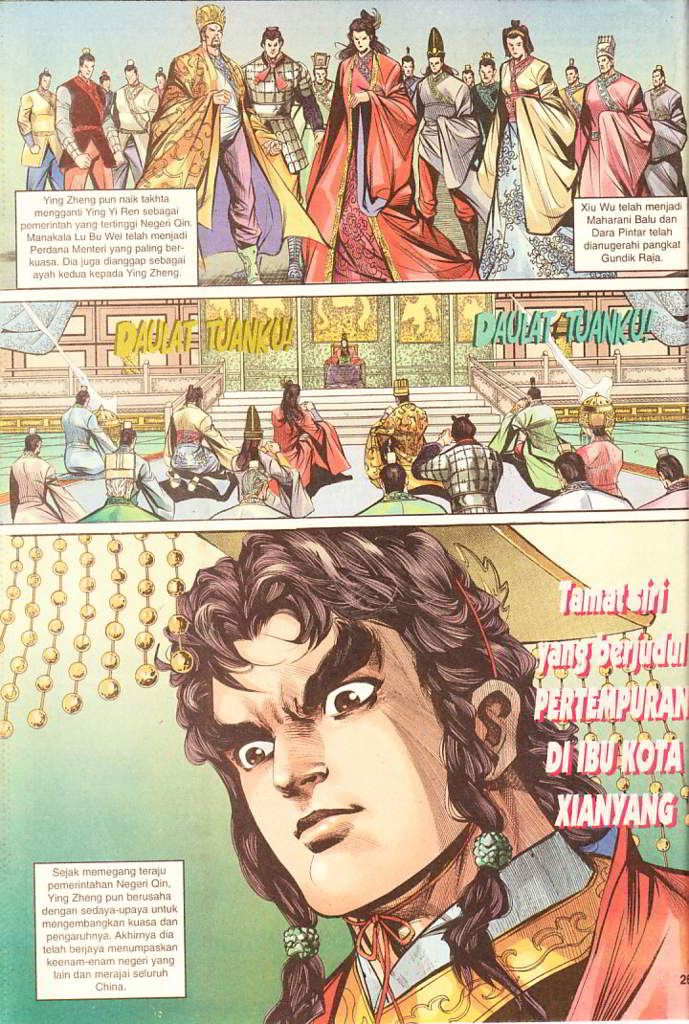 Ying Zheng pun naik takhta
mengganti Ying Yi Ren sebagai
pemerintah yang tertinggi Negeri Qin.
Manakala Lu Bu Wei telah menjadi
Perdana Menteri yang paling ber-
kuasa. Dia juga dianggap sebagai
ayah kedua kepada Ying Zheng.
Xiu Wu telah menjadi
Maharani Balu dan
Dara Pintar telah
dianugerahi pangkat
Gundik Raja.
DAULAT TUANKU!
DAULAT TUANKU!
Tamat siri
yang berjudul
PERTEMPURAN
DI IBU KOTA
XIANYANG
Sejak memegang teraju
pemerintahan Negeri Qin,
Ying Zheng pun berusaha
dengan sedaya-upaya untuk
mengembangkan kuasa dan
pengaruhnya. Akhirnya dia
telah berjaya menumpaskan
keenam-enam negeri yang
lain dan merajai seluruh
China.